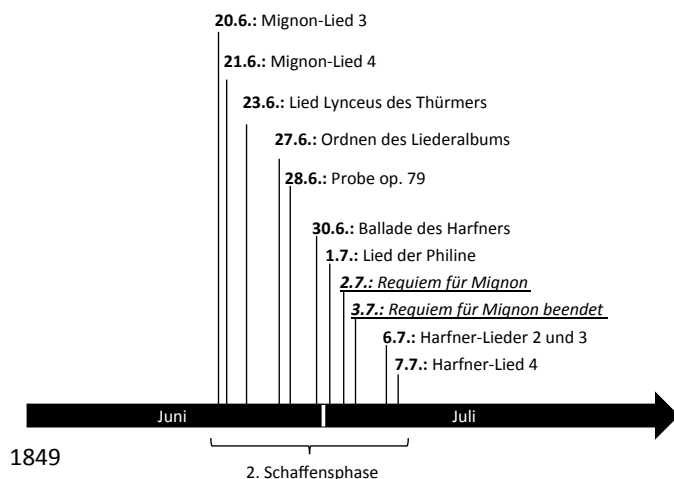 20.6.: Mignon-Lied 3
21.6.: Mignon-Lied 4
23.6.: Lied Lynceus des Thürmers
27.6.: Ordnen des Liederalbums
28.6.: Probe op. 79
30.6.: Ballade des Harfners
1.7.: Lied der Philine
2.7.: Requiem für Mignon
3.7.: Requiem für Mignon beendet
6.7.: Harfner-Lieder 2 und 3
7.7.: Harfner-Lied 4
Juni Juli
1849
2. Schaffensphase